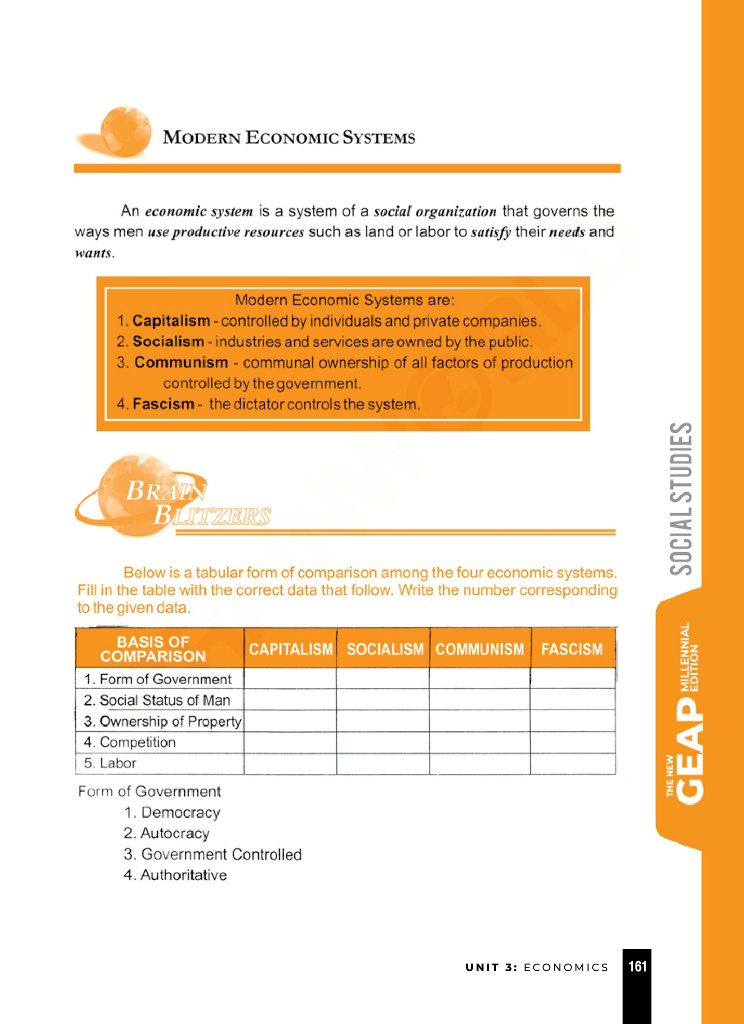 MODERN ECONOMIC SYSTEMS
An economic system is a system of a social organization that governs the
ways men use productive resources such as land or labor to satisfy their needs and
wants.
Modern Economic Systems are:
1. Capitalism - controlled by individuals and private companies.
2. Socialism - industries and services are owned by the public.
3. Communism - communal ownership of all factors of production
controlled by the government.
4. Fascism - the dictator controls the system.
BRAIN
BLITZERS
Below is a tabular form of comparison among the four economic systems.
Fill in the table with the correct data that follow. Write the number corresponding
to the given data.
BASIS OF
COMPARISON
CAPITALISM SOCIALISM COMMUNISM FASCISM
1. Form of Government
2. Social Status of Man
3. Ownership of Property
4. Competition
5. Labor
Form of Government
1. Democracy
2. Autocracy
3. Government Controlled
4. Authoritative
SOCIAL STUDIES
THE NEW
GEAP
MILLENNIAL
EDITION
UNIT 3: ECONOMICS 161